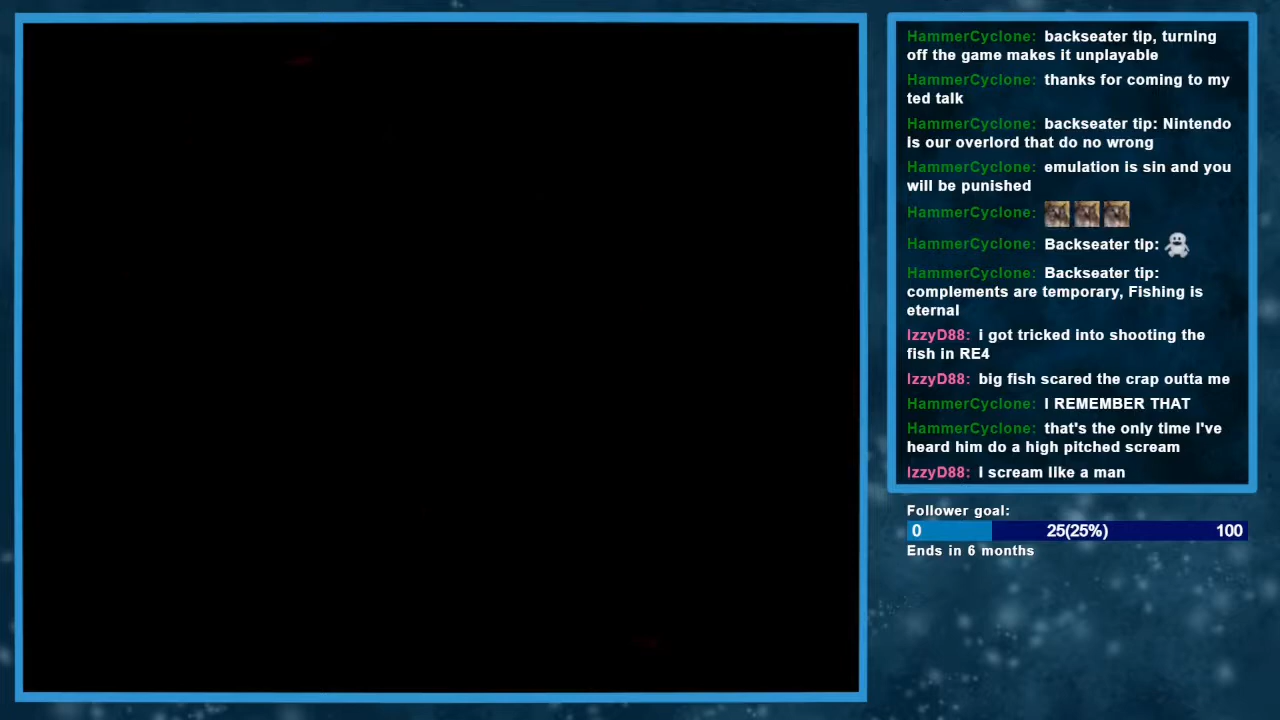 HammerCyclone: backseater tip, turning
off the game makes it unplayable
HammerCyclone: thanks for coming to my
ted talk
HammerCyclone: backseater tip: Nintendo
Is our overlord that do no wrong
HammerCyclone: emulation is sin and you
will be punished
HammerCyclone:
HammerCyclone: Backseater tip:
HammerCyclone: Backseater tip:
complements are temporary, Fishing is
eternal
IzzyD88: i got tricked into shooting the
fish in RE4
IzzyD88: big fish scared the crap outta me
HammerCyclone: I REMEMBER THAT
HammerCyclone: that's the only time I've
heard him do a high pitched scream
IzzyD88: I scream like a man
Follower goal:
0 25(25%) 100
Ends in 6 months